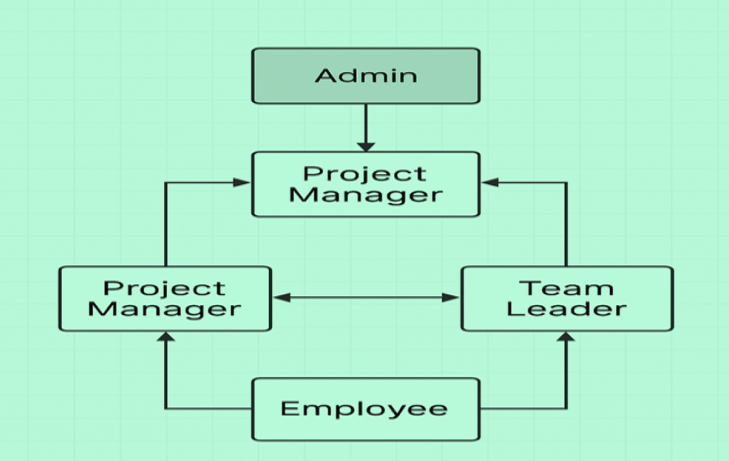 Admin
Project
Manager
Project
Manager
Team
Leader
Employee